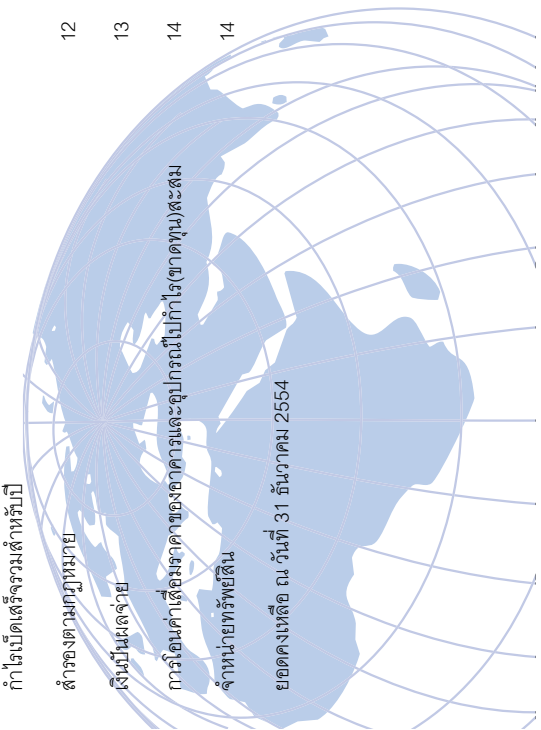 กำไรเบ็ดเสร็จรวมสำหรับปี
สำรองตามกฎหมาย 12
เงินปันผลจ่าย 13
การโอนค่าเสื่อมราคาของอาคารและอุปกรณ์ไปกำไร(ขาดทุน)สะสม 14
จำหน่ายทรัพย์สิน 14
ยอดคงเหลือ ณ วันที่ 31 ธันวาคม 2554